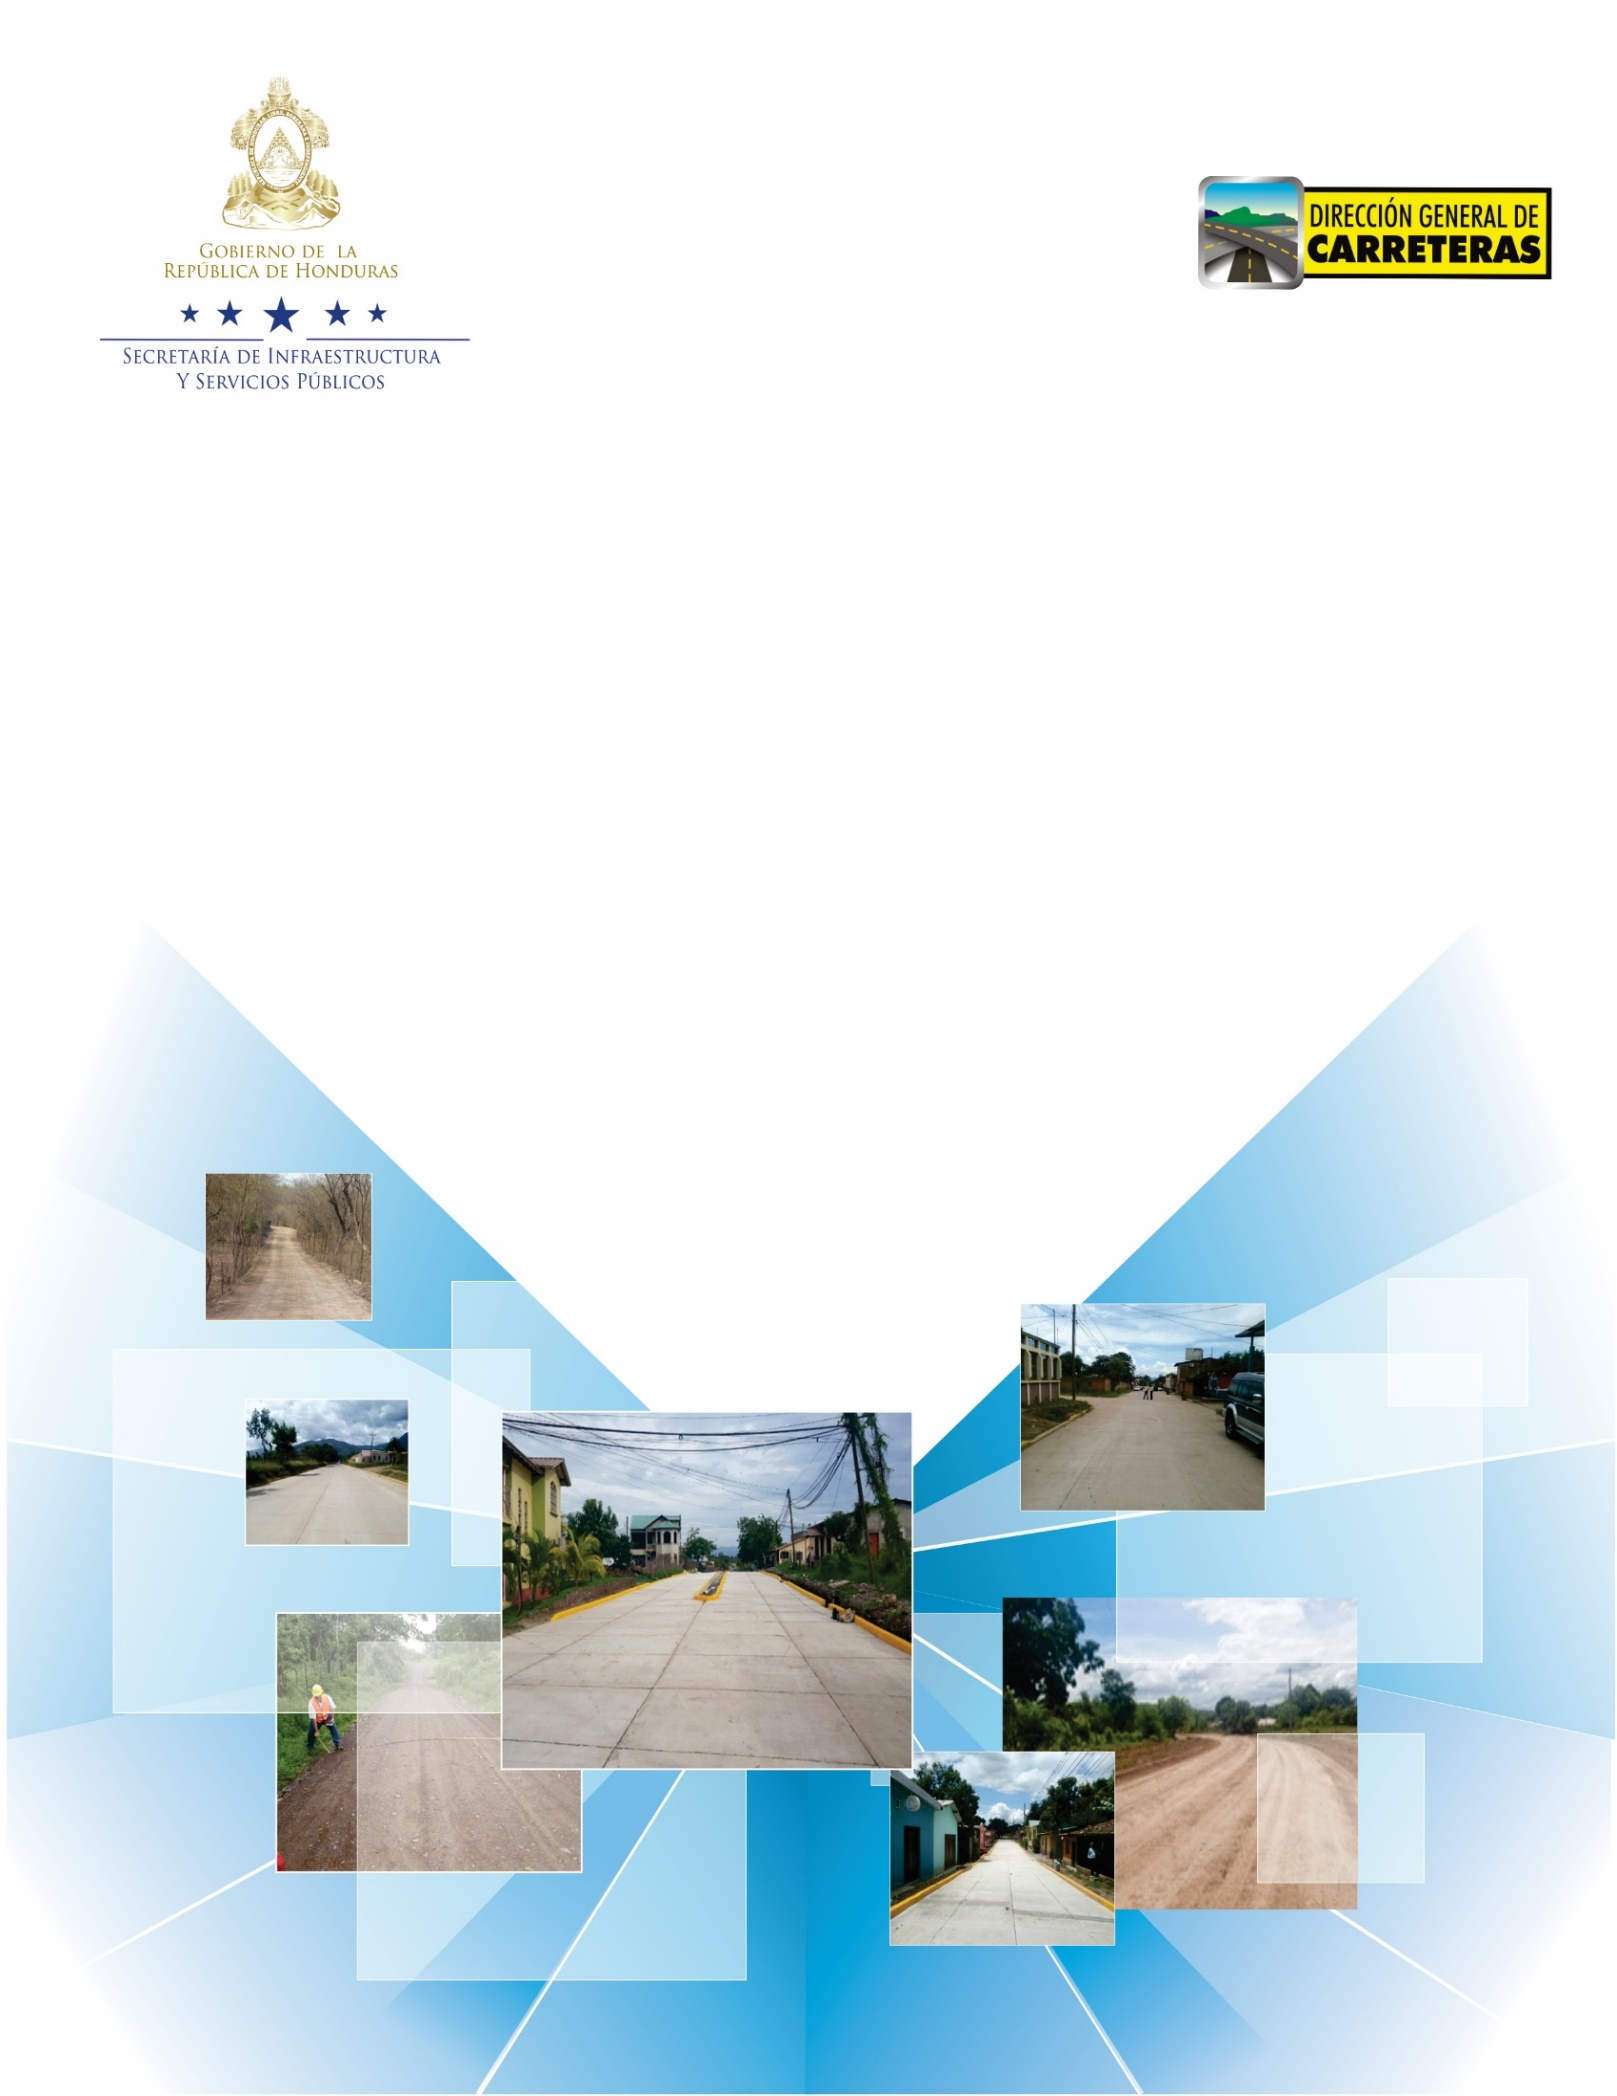 GOBIERNO DE LA
REPÚBLICA DE HONDURAS
SECRETARÍA DE INFRAESTRUCTURA
Y SERVICIOS PÚBLICOS
DIRECCIÓN GENERAL DE
CARRETERAS